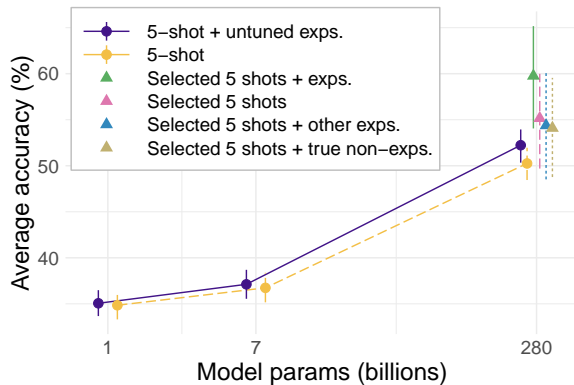 5−shot + untuned exps.
5−shot
Selected 5 shots + exps.
Selected 5 shots
Selected 5 shots + other exps.
Selected 5 shots + true non−exps.
Average accuracy (%)
60
50
40
1
7
280
Model params (billions)